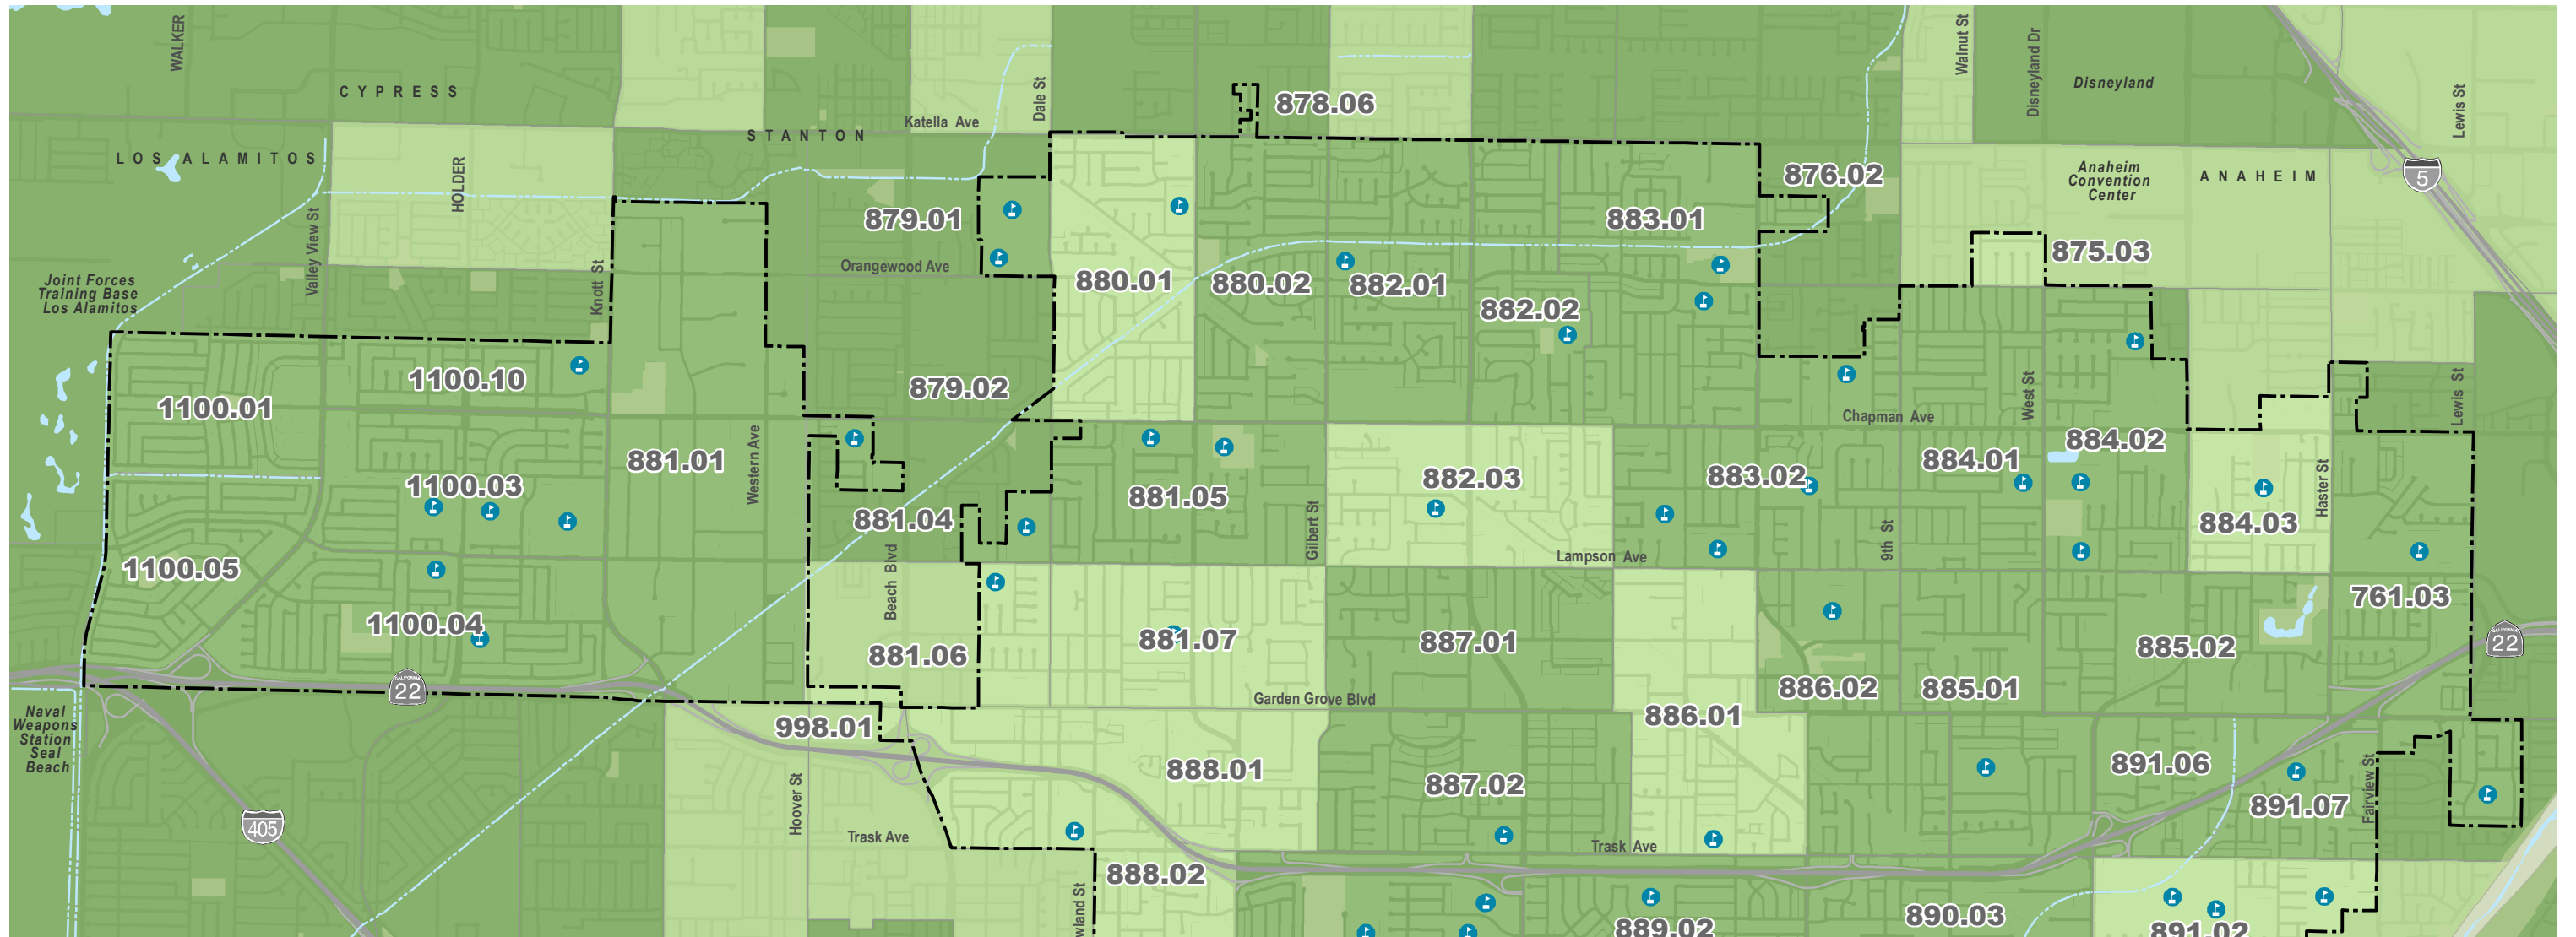 WALKER
Walnut St
Disneyland Dr
Disneyland
Lewis St
CYPRESS
Dale St
878.06
Katella Ave
STANTON
LOS ALAMITOS
HOLDER
876.02
Anaheim
Convention
Center
ANAHEIM
5
Valley View St
879.01
883.01
875.03
Orangewood Ave
Knott St
880.01
880.02
882.01
882.02
Joint Forces
Training Base
Los Alamitos
1100.10
879.02
1100.01
West St
Lewis St
Chapman Ave
884.02
881.01
Western Ave
884.01
1100.03
882.03
883.02
881.05
Haster St
881.04
884.03
Gilbert St
9th St
Lampson Ave
1100.05
Beach Blvd
761.03
1100.04
881.06
881.07
887.01
885.02
CALIFORNIA
22
CALIFORNIA
22
886.02
885.01
Garden Grove Blvd
886.01
Naval
Weapons
Station
Seal
Beach
998.01
888.01
887.02
891.06
Hoover St
Fairview St
891.07
405
Trask Ave
Trask Ave
888.02
wland St
890.03
889.02
891.02